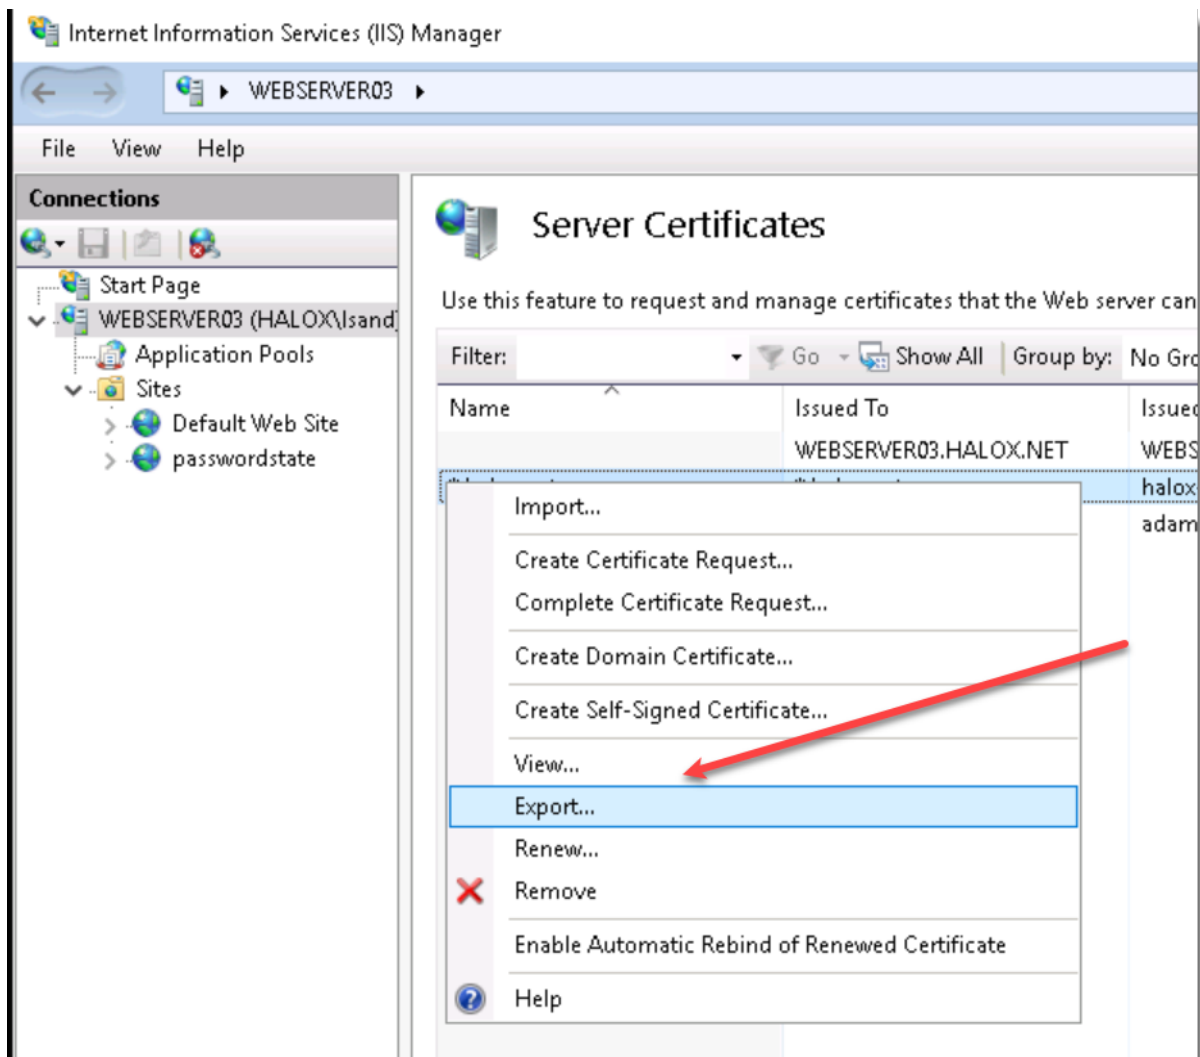 Internet Information Services (IIS) Manager
WEBSERVER03
File View Help
Connections
Start Page
WEBSERVER03 (HALOX\lsand
Application Pools
Sites
Default Web Site
passwordstate
Server Certificates
Use this feature to request and manage certificates that the Web server can
Filter: Go Show All Group by: No Gro
Name Issued To Issued
WEBSERVER03.HALOX.NET WEBS
halox
adam
Import...
Create Certificate Request...
Complete Certificate Request...
Create Domain Certificate...
Create Self-Signed Certificate...
View...
Export...
Renew...
Remove
Enable Automatic Rebind of Renewed Certificate
Help